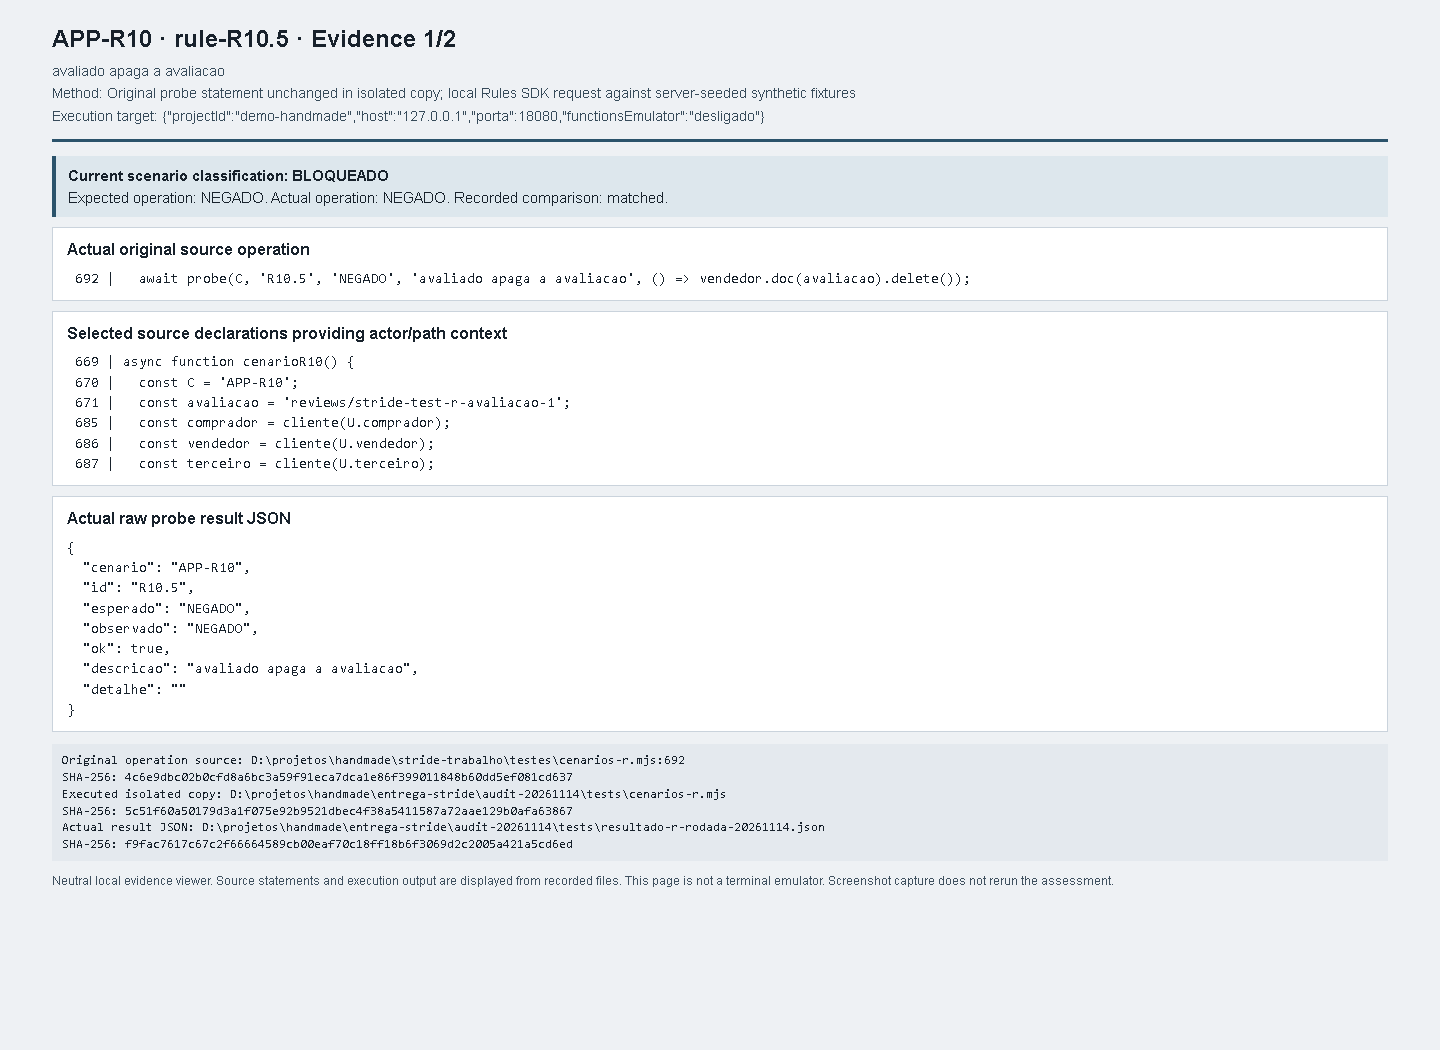 APP-R10 · rule-R10.5 · Evidence 1/2
avaliado apaga a avaliacao
Method: Original probe statement unchanged in isolated copy; local Rules SDK request against server-seeded synthetic fixtures
Execution target: {"projectId":"demo-handmade","host":"127.0.0.1","porta":18080,"functionsEmulator":"desligado"}
Current scenario classification: BLOQUEADO
Expected operation: NEGADO. Actual operation: NEGADO. Recorded comparison: matched.
Actual original source operation
692 |   await probe(C, 'R10.5', 'NEGADO', 'avaliado apaga a avaliacao', () => vendedor.doc(avaliacao).delete());
Selected source declarations providing actor/path context
669 | async function cenarioR10() {
670 |   const C = 'APP-R10';
671 |   const avaliacao = 'reviews/stride-test-r-avaliacao-1';
685 |   const comprador = cliente(U.comprador);
686 |   const vendedor = cliente(U.vendedor);
687 |   const terceiro = cliente(U.terceiro);
Actual raw probe result JSON
{
  "cenario": "APP-R10",
  "id": "R10.5",
  "esperado": "NEGADO",
  "observado": "NEGADO",
  "ok": true,
  "descricao": "avaliado apaga a avaliacao",
  "detalhe": ""
}
Original operation source: D:\projetos\handmade\stride-trabalho\testes\cenarios-r.mjs:692
SHA-256: 4c6e9dbc02b0cfd8a6bc3a59f91eca7dca1e86f399011848b60dd5ef081cd637
Executed isolated copy: D:\projetos\handmade\entrega-stride\audit-20261114\tests\cenarios-r.mjs
SHA-256: 5c51f60a50179d3a1f075e92b9521dbec4f38a5411587a72aae129b0afa63867
Actual result JSON: D:\projetos\handmade\entrega-stride\audit-20261114\tests\resultado-r-rodada-20261114.json
SHA-256: f9fac7617c67c2f66664589cb00eaf70c18ff18b6f3069d2c2005a421a5cd6ed
Neutral local evidence viewer. Source statements and execution output are displayed from recorded files. This page is not a terminal emulator. Screenshot capture does not rerun the assessment.